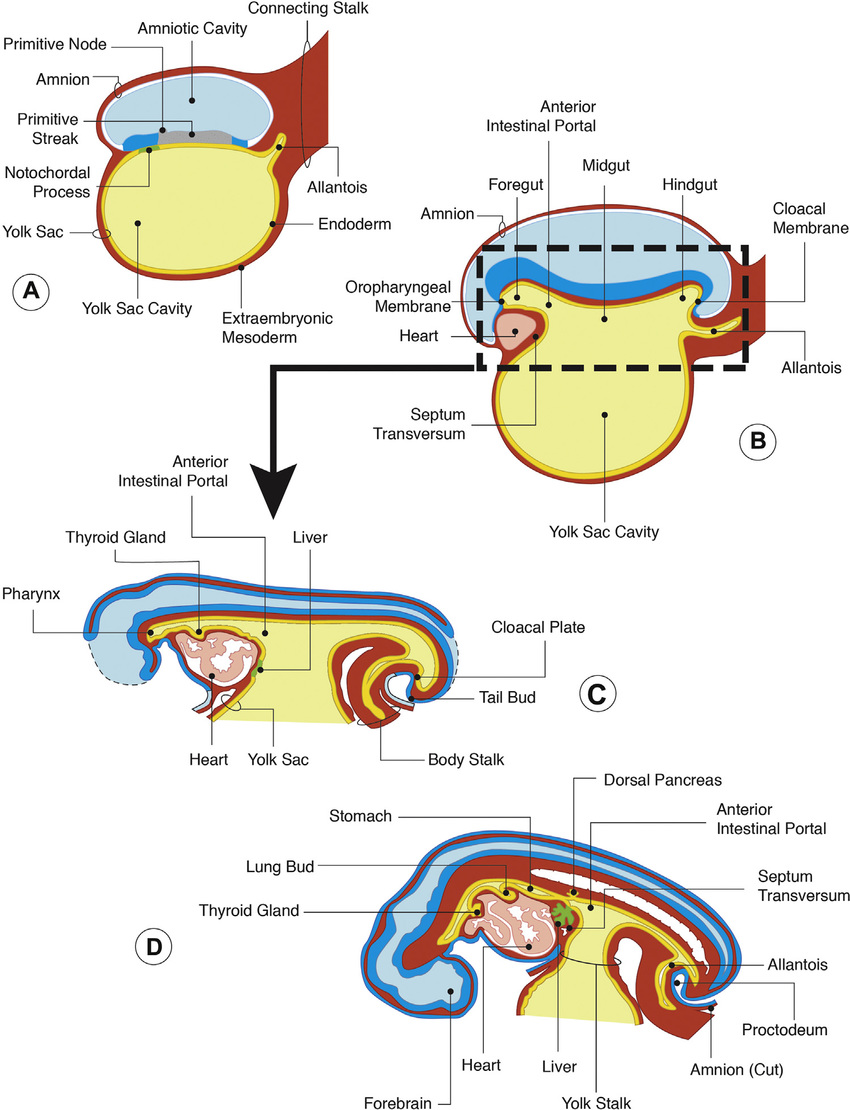 Connecting Stalk
Amniotic Cavity
Primitive Node
Amnion
Primitive
Streak
Notochordal
Process
Allantois
Yolk Sac
Endoderm
A
Yolk Sac Cavity
Extraembryonic
Mesoderm
Anterior
Intestinal Portal
Midgut
Foregut
Hindgut
Amnion
Cloacal
Membrane
Oropharyngeal
Membrane
Heart
Allantois
Septum
Transversum
B
Yolk Sac Cavity
Anterior
Intestinal Portal
Thyroid Gland
Liver
Pharynx
Cloacal Plate
C
Tail Bud
Heart
Yolk Sac
Body Stalk
Dorsal Pancreas
Stomach
Anterior
Intestinal Portal
Lung Bud
Septum
Transversum
Thyroid Gland
D
Allantois
Proctodeum
Heart
Liver
Amnion (Cut)
Forebrain
Yolk Stalk